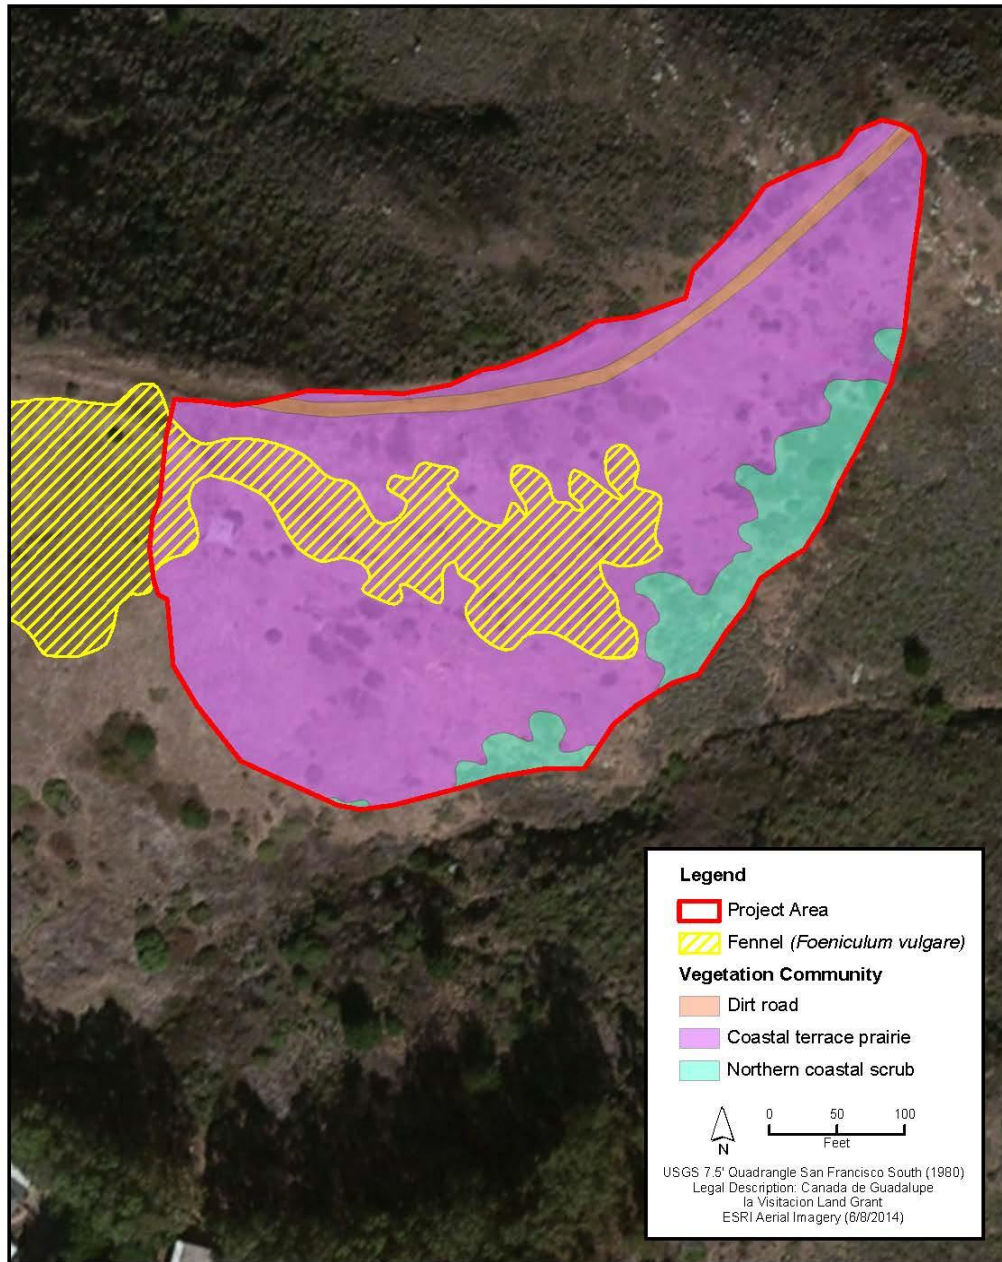 Legend
Project Area
Fennel (Foeniculum vulgare)
Vegetation Community
Dirt road
Coastal terrace prairie
Northern coastal scrub
0 50 100
Feet
N
USGS 7.5' Quadrangle San Francisco South (1980)
Legal Description: Canada de Guadalupe
la Visitacion Land Grant
ESRI Aerial Imagery (6/8/2014)